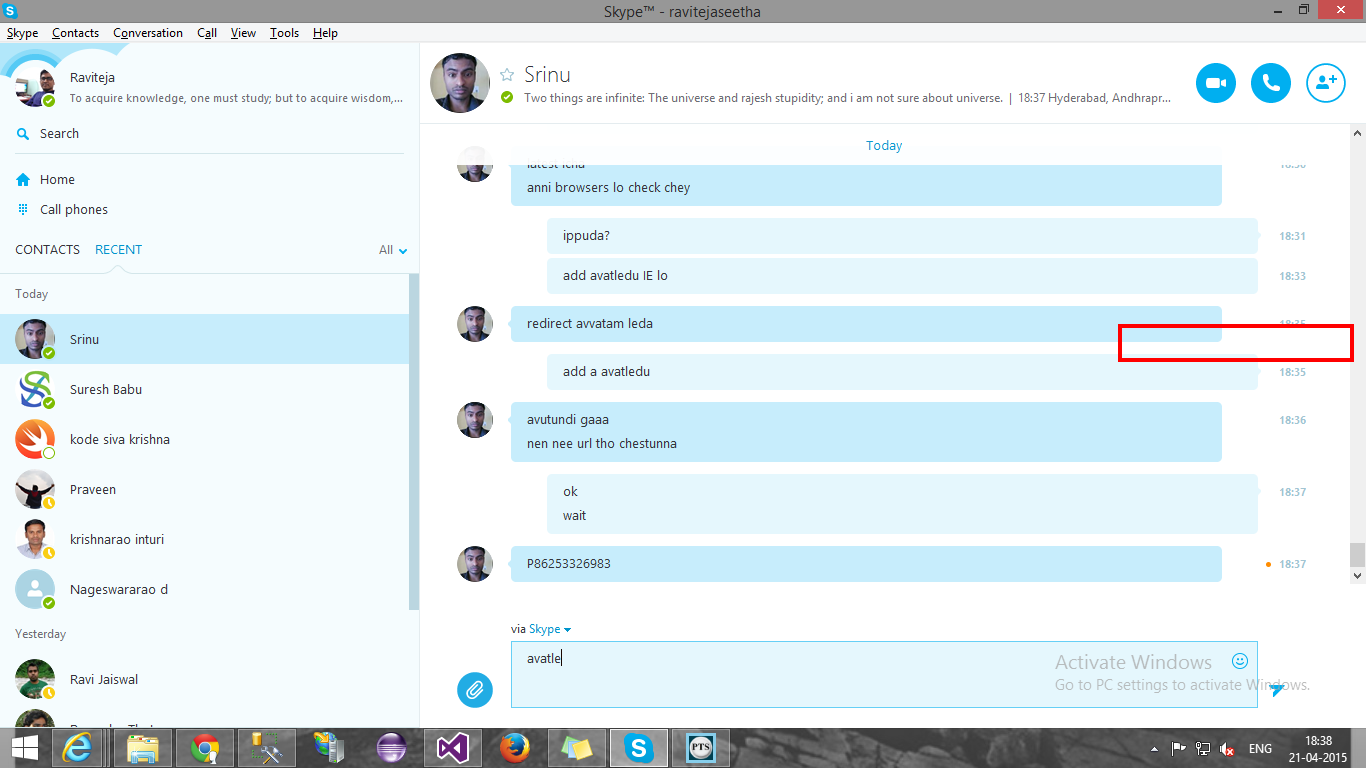 Skype™ - ravitejaseetha
Skype Contacts Conversation Call View Tools Help
Raviteja
To acquire knowledge, one must study; but to acquire wisdom,...
Search
Home
Call phones
CONTACTS RECENT All
Today
Srinu
Suresh Babu
kode siva krishna
Praveen
krishnarao inturi
Nageswararao d
Yesterday
Ravi Jaiswal
Srinu
Two things are infinite: The universe and rajesh stupidity; and i am not sure about universe. | 18:37 Hyderabad, Andhrapr...
Today
anni browsers lo check chey
ippuda? 18:31
add avatledu IE lo 18:33
redirect avvatam leda 18:35
add a avatledu 18:35
avutundi gaaa 18:36
nen nee url tho chestunna
ok 18:37
wait
P86253326983 18:37
via Skype
avatle
Activate Windows
Go to PC settings to activate Windows.
PTS
ENG
18:38
21-04-2015